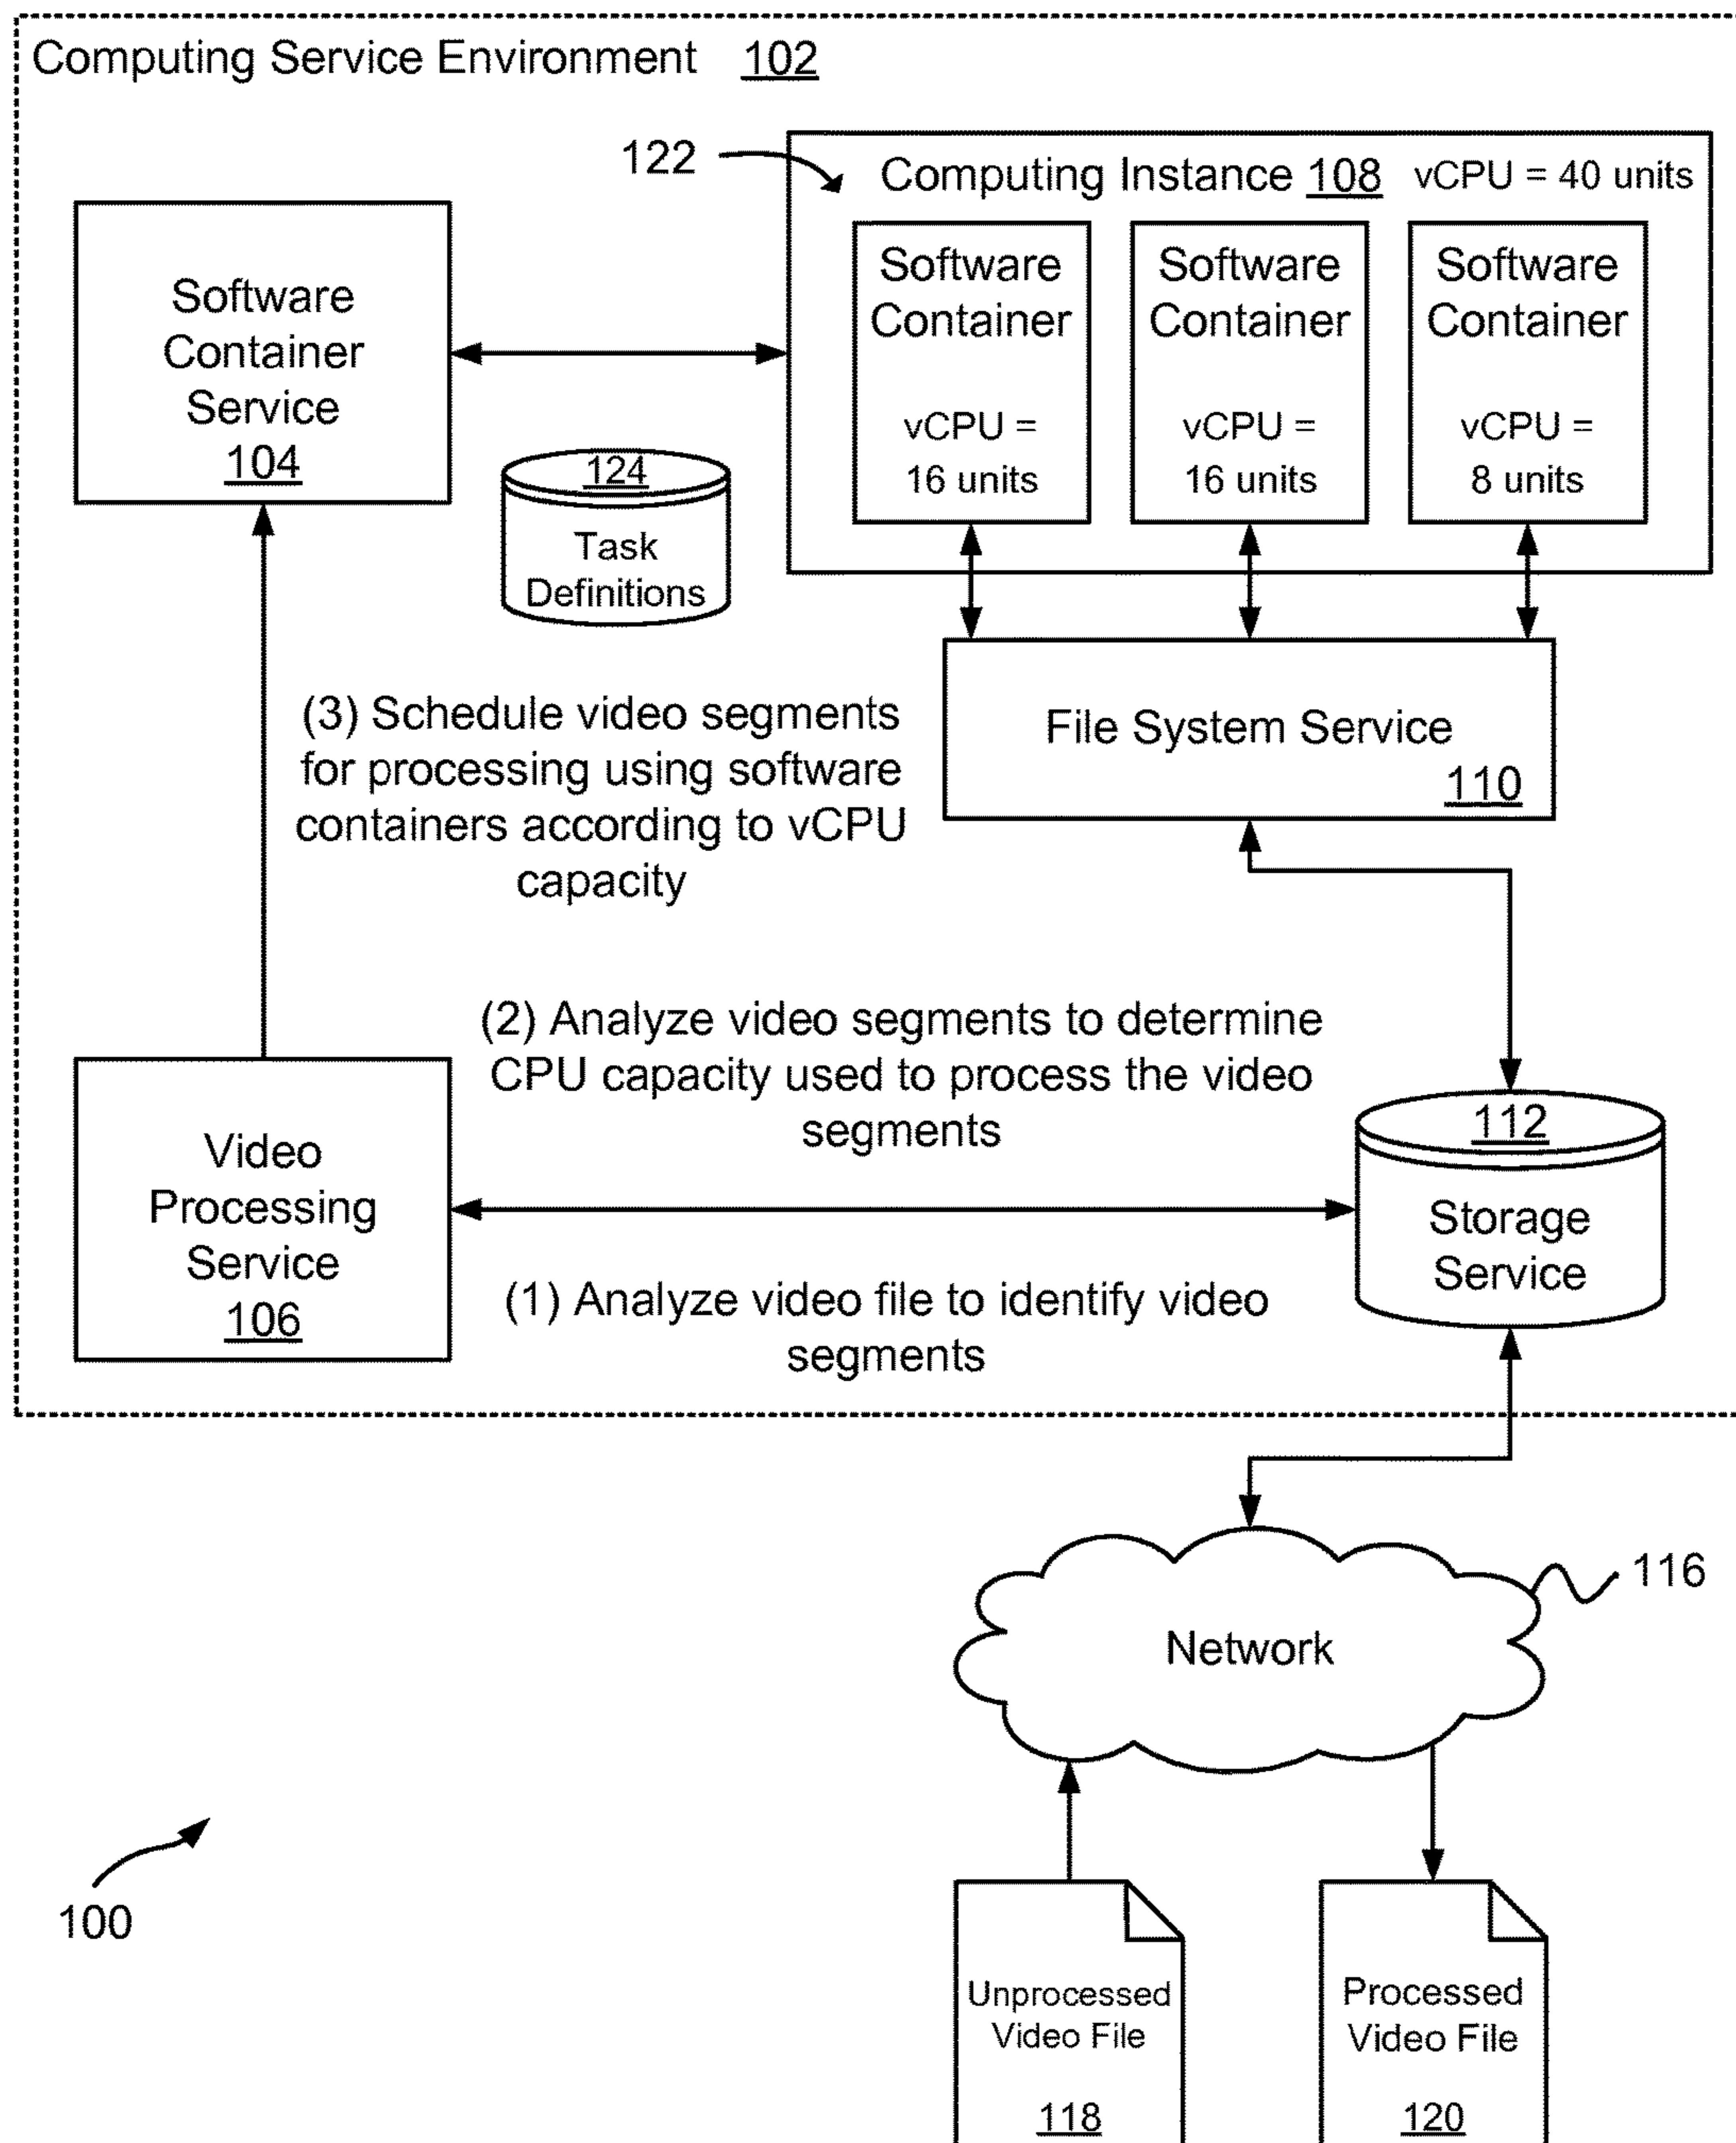 Computing Service Environment 102
122
Computing Instance 108 vCPU = 40 units
Software
Container
Service
104
Software
Container
vCPU =
16 units
Software
Container
vCPU =
16 units
Software
Container
vCPU =
8 units
124
Task
Definitions
(3) Schedule video segments
for processing using software
containers according to vCPU
capacity
File System Service
110
(2) Analyze video segments to determine
CPU capacity used to process the video
segments
Video
Processing
Service
106
112
Storage
Service
(1) Analyze video file to identify video
segments
116
Network
100
Unprocessed
Video File
118
Processed
Video File
120